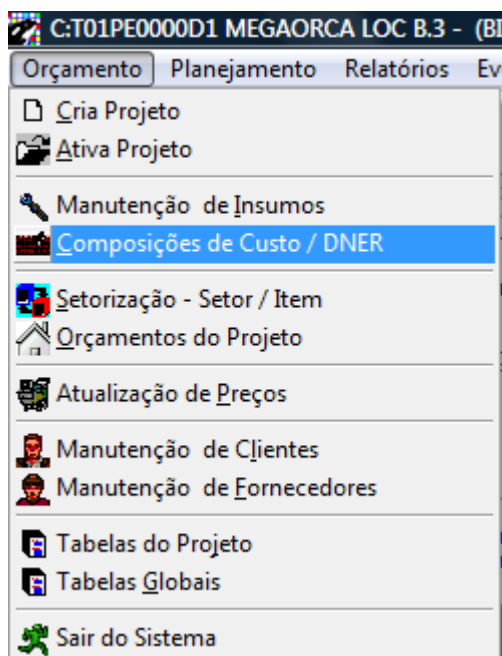 C:T01PE0000D1 MEGAORCA LOC B.3 - (BI
Orçamento Planejamento Relatórios Ev
Cria Projeto
Ativa Projeto
Manutenção de Insumos
Composições de Custo / DNER
Setorização - Setor / Item
Orçamentos do Projeto
Atualização de Preços
Manutenção de Clientes
Manutenção de Fornecedores
Tabelas do Projeto
Tabelas Globais
Sair do Sistema